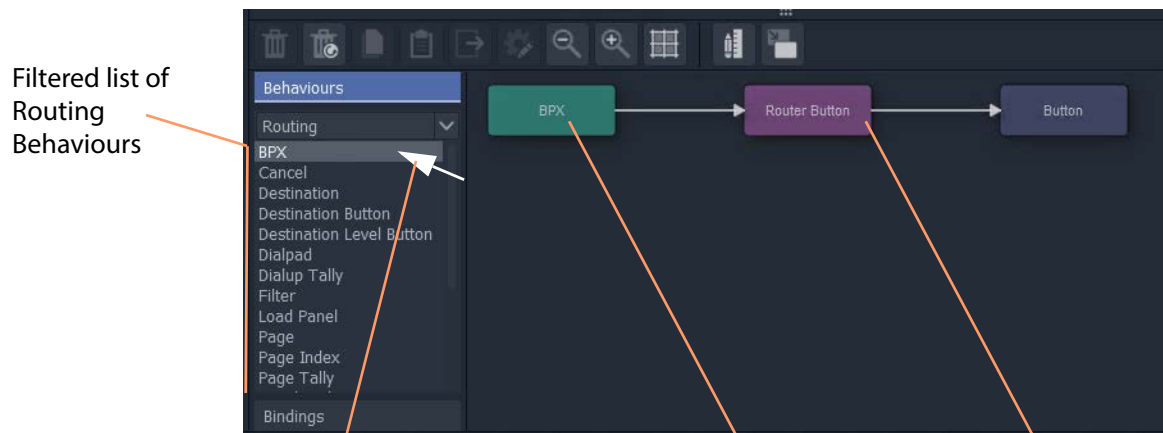 Filtered list of
Routing
Behaviours
Behaviours
Routing
BPX
Cancel
Destination
Destination Button
Destination Level Button
Dialpad
Dialup Tally
Filter
Load Panel
Page
Page Index
Page Tally
Bindings
BPX
Router Button
Button